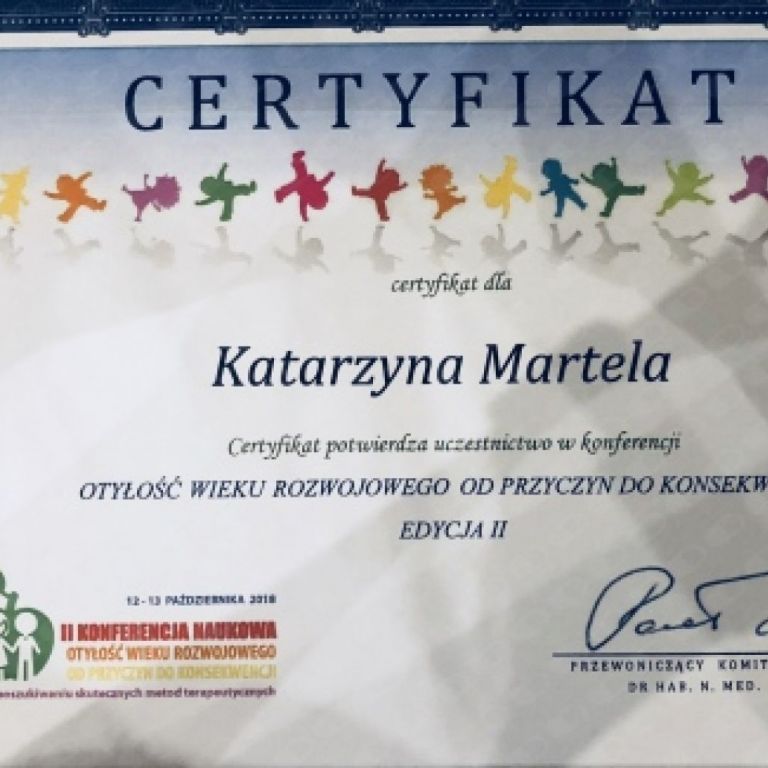 CERTYFIKAT
certyfikat dla
Katarzyna Martela
Certyfikat potwierdza uczestnictwo w konferencji
OTYŁOŚĆ WIEKU ROZWOJOWEGO OD PRZYCZYN DO KONSEKW
EDYCJA II
12-13 PAŹDZIERNIKA 2018
II KONFERENCJA NAUKOWA
OTYŁOŚĆ WIEKU ROZWOJOWEGO
OD PRZYCZYN DO KONSEKWENCJI
poszukiwaniu skutecznych metod terapeutycznych
PRZEWONICZĄCY KOMIT
DR HAB. N. MED.